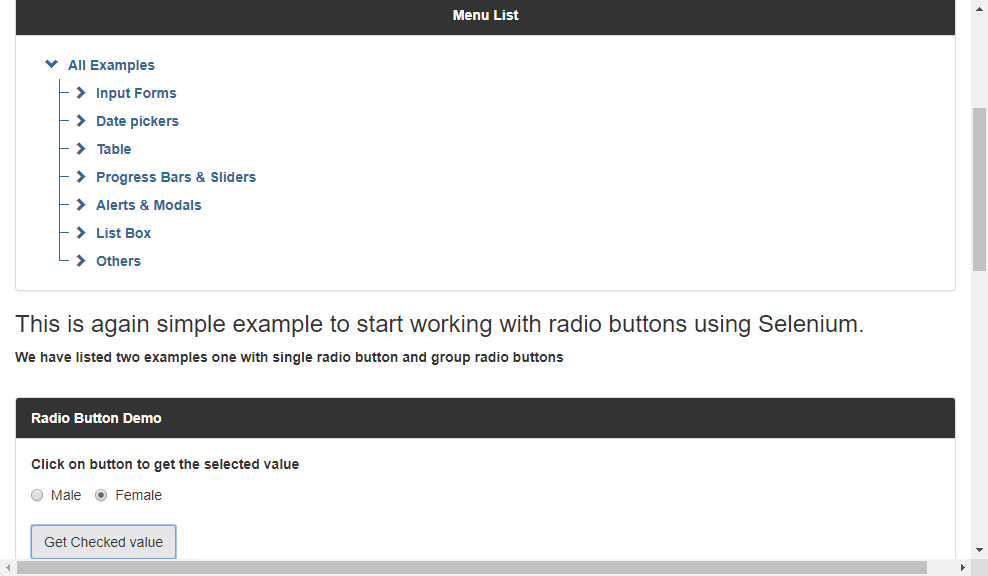 Menu List
All Examples
Input Forms
Date pickers
Table
Progress Bars & Sliders
Alerts & Modals
List Box
Others
This is again simple example to start working with radio buttons using Selenium.
We have listed two examples one with single radio button and group radio buttons
Radio Button Demo
Click on button to get the selected value
Male Female
Get Checked value